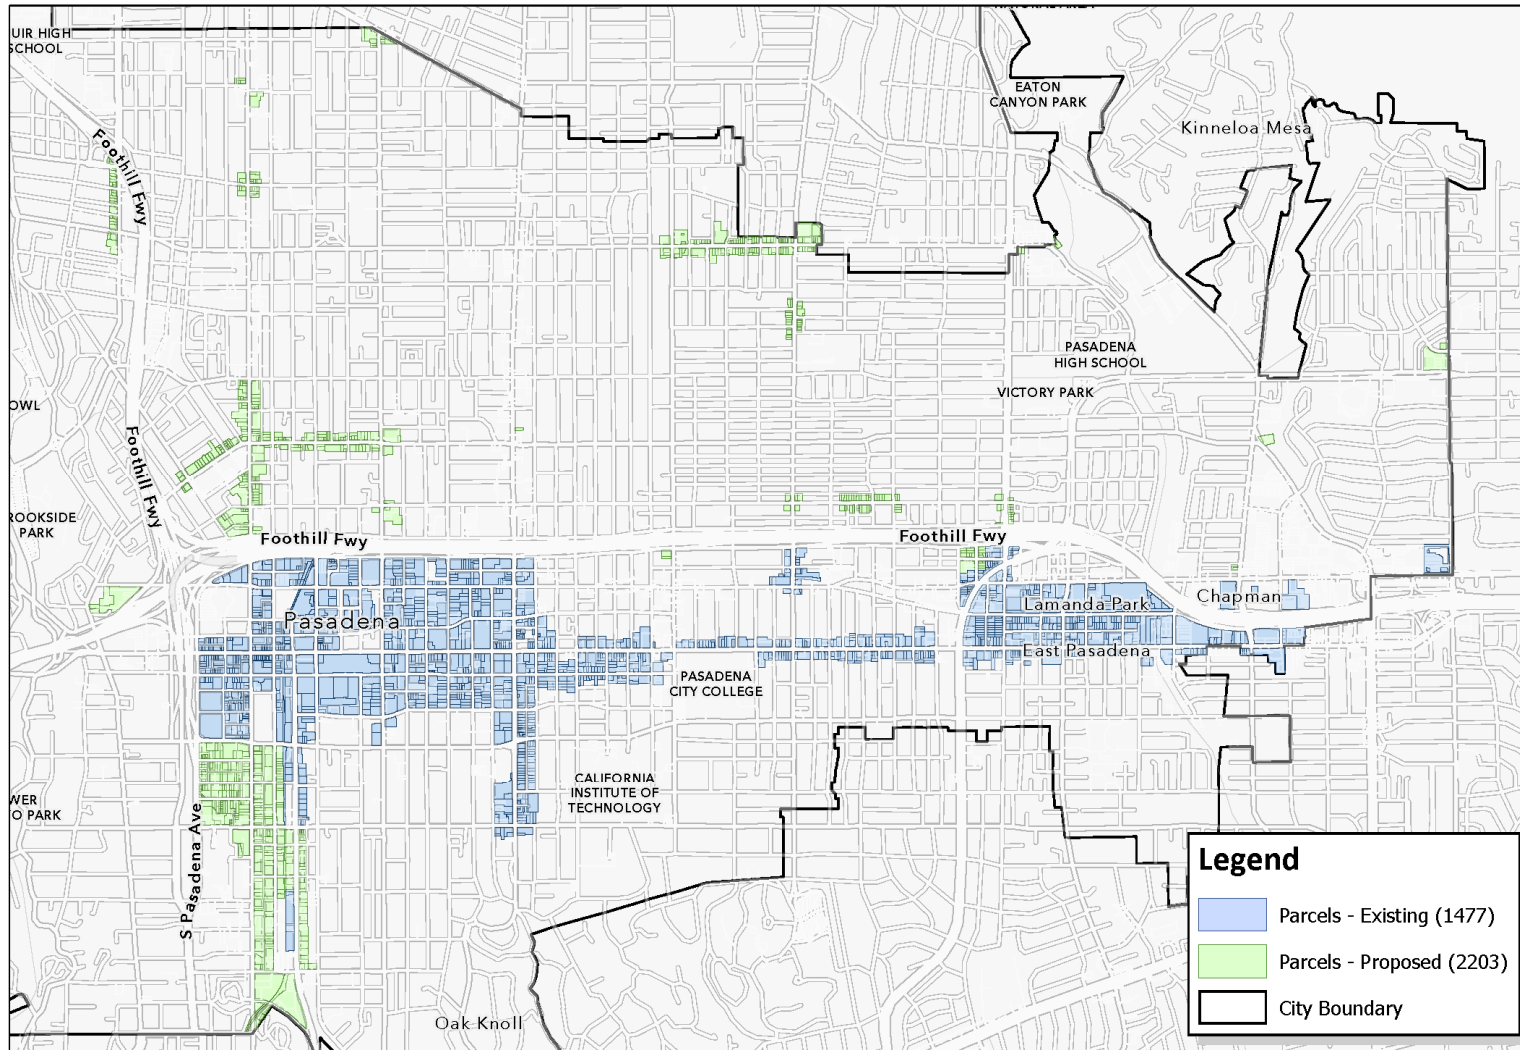 UIR HIGH
SCHOOL
EATON
CANYON PARK
Kinneloa Mesa
Foothill Fwy
PASADENA
HIGH SCHOOL
VICTORY PARK
OWL
Foothill Fwy
ROOKSIDE
PARK
Foothill Fwy
Foothill Fwy
Chapman
Lamanda Park
Pasadena
East Pasadena
PASADENA
CITY COLLEGE
CALIFORNIA
INSTITUTE OF
TECHNOLOGY
WER
O PARK
S Pasadena Ave
Oak Knoll
Legend
Parcels - Existing (1477)
Parcels - Proposed (2203)
City Boundary